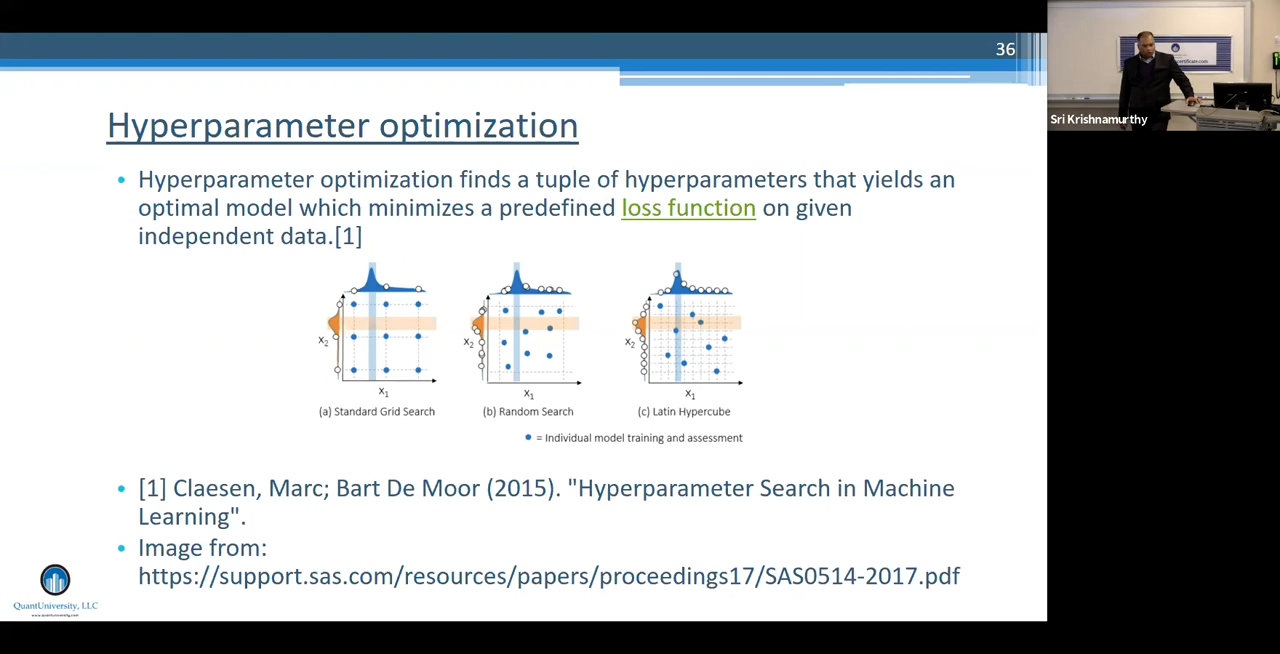 36
Hyperparameter optimization
• Hyperparameter optimization finds a tuple of hyperparameters that yields an
optimal model which minimizes a predefined loss function on given
independent data.[1]
x2
x1
(a) Standard Grid Search
x2
x1
(b) Random Search
x2
x1
(c) Latin Hypercube
= Individual model training and assessment
• [1] Claesen, Marc; Bart De Moor (2015). "Hyperparameter Search in Machine
Learning".
• Image from:
https://support.sas.com/resources/papers/proceedings17/SAS0514-2017.pdf
QuantUniversity, LLC
www.quantuniversity.com
Sri Krishnamurthy